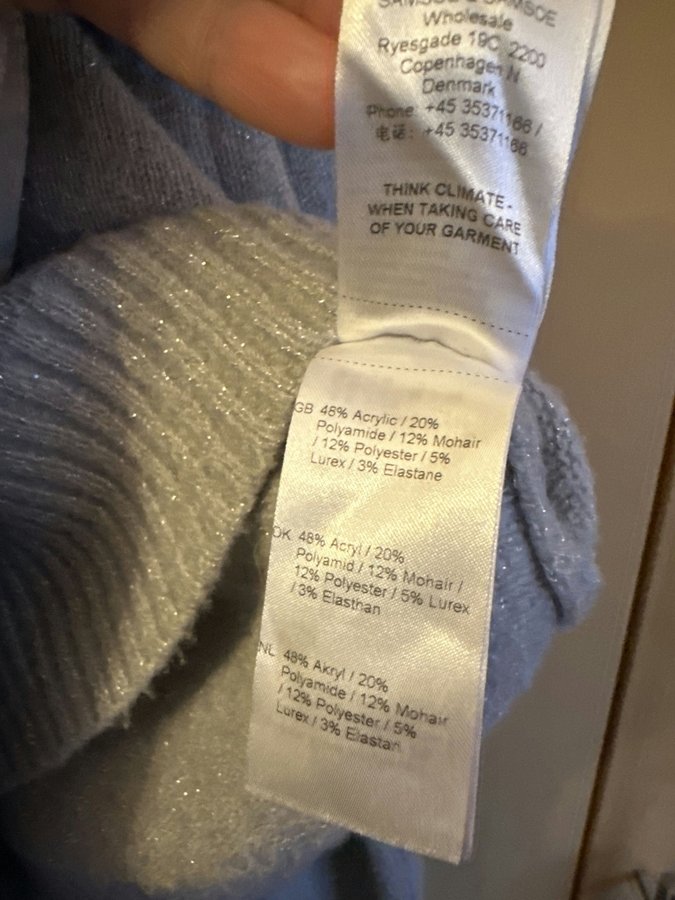 SAMSØE & SAMSØE
Wholesale
Ryesgade 19C, 2200
Copenhagen N
Denmark
Phone: +45 35371166 /
电话: +45 35371166
THINK CLIMATE -
WHEN TAKING CARE
OF YOUR GARMENT
GB 48% Acrylic / 20%
Polyamide / 12% Mohair
/ 12% Polyester / 5%
Lurex / 3% Elastane
DK 48% Acryl / 20%
Polyamid / 12% Mohair /
12% Polyester / 5% Lurex
/ 3% Elasthan
NL 48% Akryl / 20%
Polyamide / 12% Mohair
/ 12% Polyester / 5%
Lurex / 3% Elastan